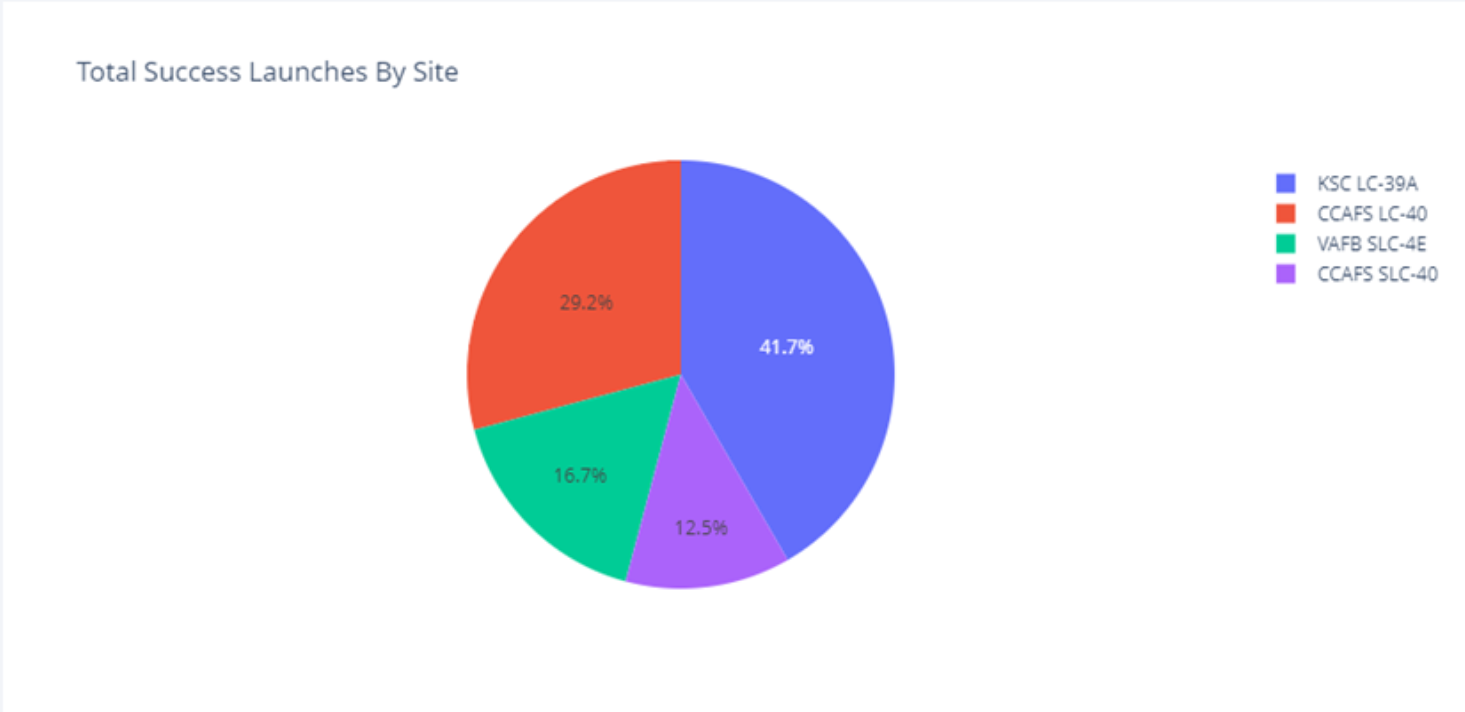 Total Success Launches By Site
KSC LC-39A
CCAFS LC-40
VAFB SLC-4E
CCAFS SLC-40
29.2%
41.7%
16.7%
12.5%